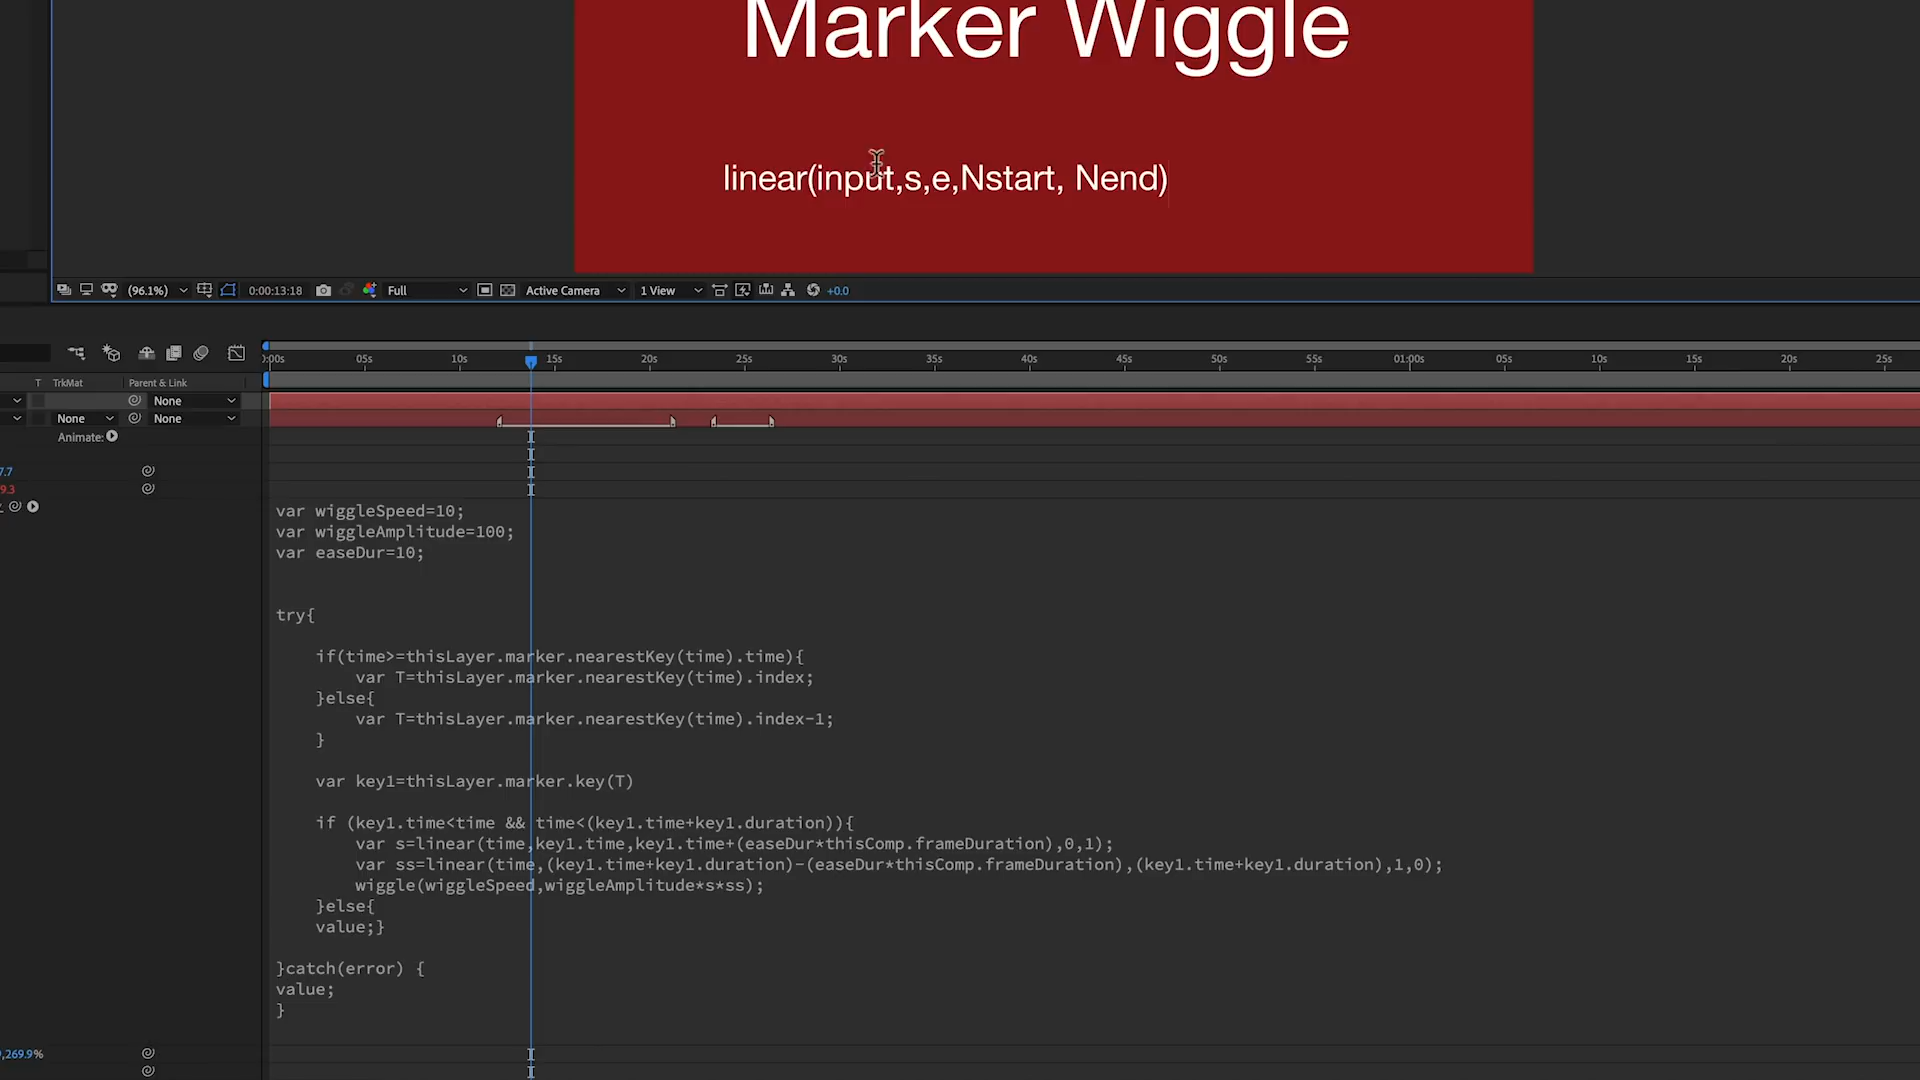 Marker Wiggle
linear(input,s,e,Nstart, Nend)
(96.1%) 0:00:13:18 Full Active Camera 1 View +0.0
0:00s 05s 10s 15s 20s 25s 30s 35s 40s 45s 50s 55s 01:00s 05s 10s 15s 20s 25s
T TrkMat Parent & Link
None
None None
Animate:
7.7
9.3
var wiggleSpeed=10;
var wiggleAmplitude=100;
var easeDur=10;
try{
if(time>=thisLayer.marker.nearestKey(time).time){
var T=thisLayer.marker.nearestKey(time).index;
}else{
var T=thisLayer.marker.nearestKey(time).index-1;
}
var key1=thisLayer.marker.key(T)
if (key1.time<time && time<(key1.time+key1.duration)){
var s=linear(time,key1.time,key1.time+(easeDur*thisComp.frameDuration),0,1);
var ss=linear(time,(key1.time+key1.duration)-(easeDur*thisComp.frameDuration),(key1.time+key1.duration),1,0);
wiggle(wiggleSpeed,wiggleAmplitude*s*ss);
}else{
value;}
}catch(error) {
value;
}
,269.9%